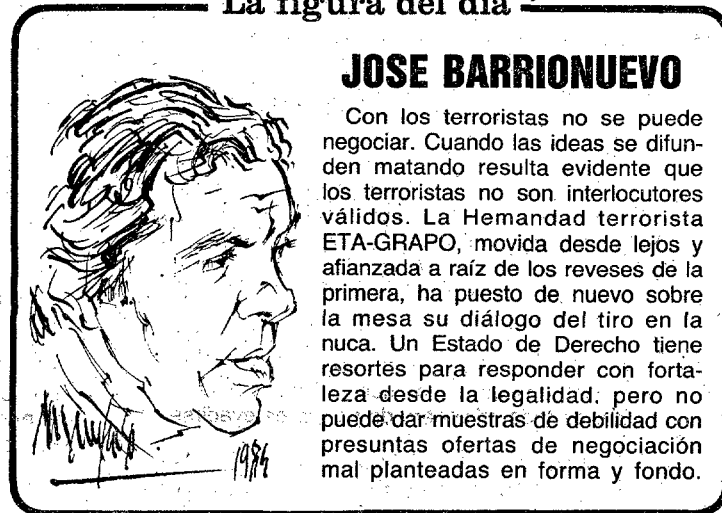 La figura del día
JOSE BARRIONUEVO
Con los terroristas no se puede
negociar. Cuando las ideas se difun-
den matando resulta evidente que
los terroristas no son interlocutores
válidos. La Hemandad terrorista
ETA-GRAPO, movida desde lejos y
afianzada a raíz de los reveses de la
primera, ha puesto de nuevo sobre
la mesa su diálogo del tiro en la
nuca. Un Estado de Derecho tiene
resortes para responder con forta-
leza desde la legalidad. pero no
puede dar muestras de debilidad con
presuntas ofertas de negociación
mal planteadas en forma y fondo.
1984